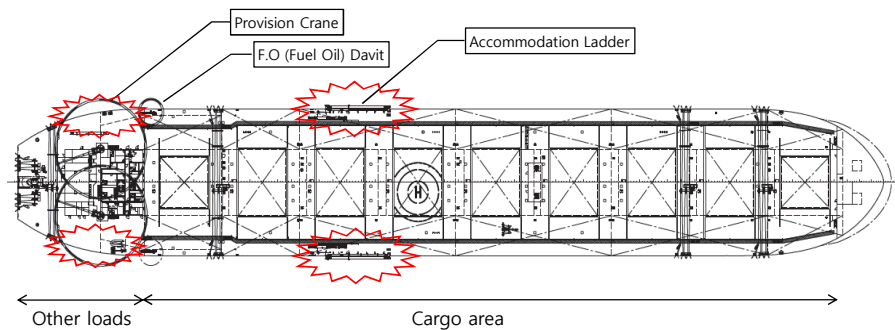 Provision Crane
F.O (Fuel Oil) Davit
Accommodation Ladder
H
Other loads
Cargo area